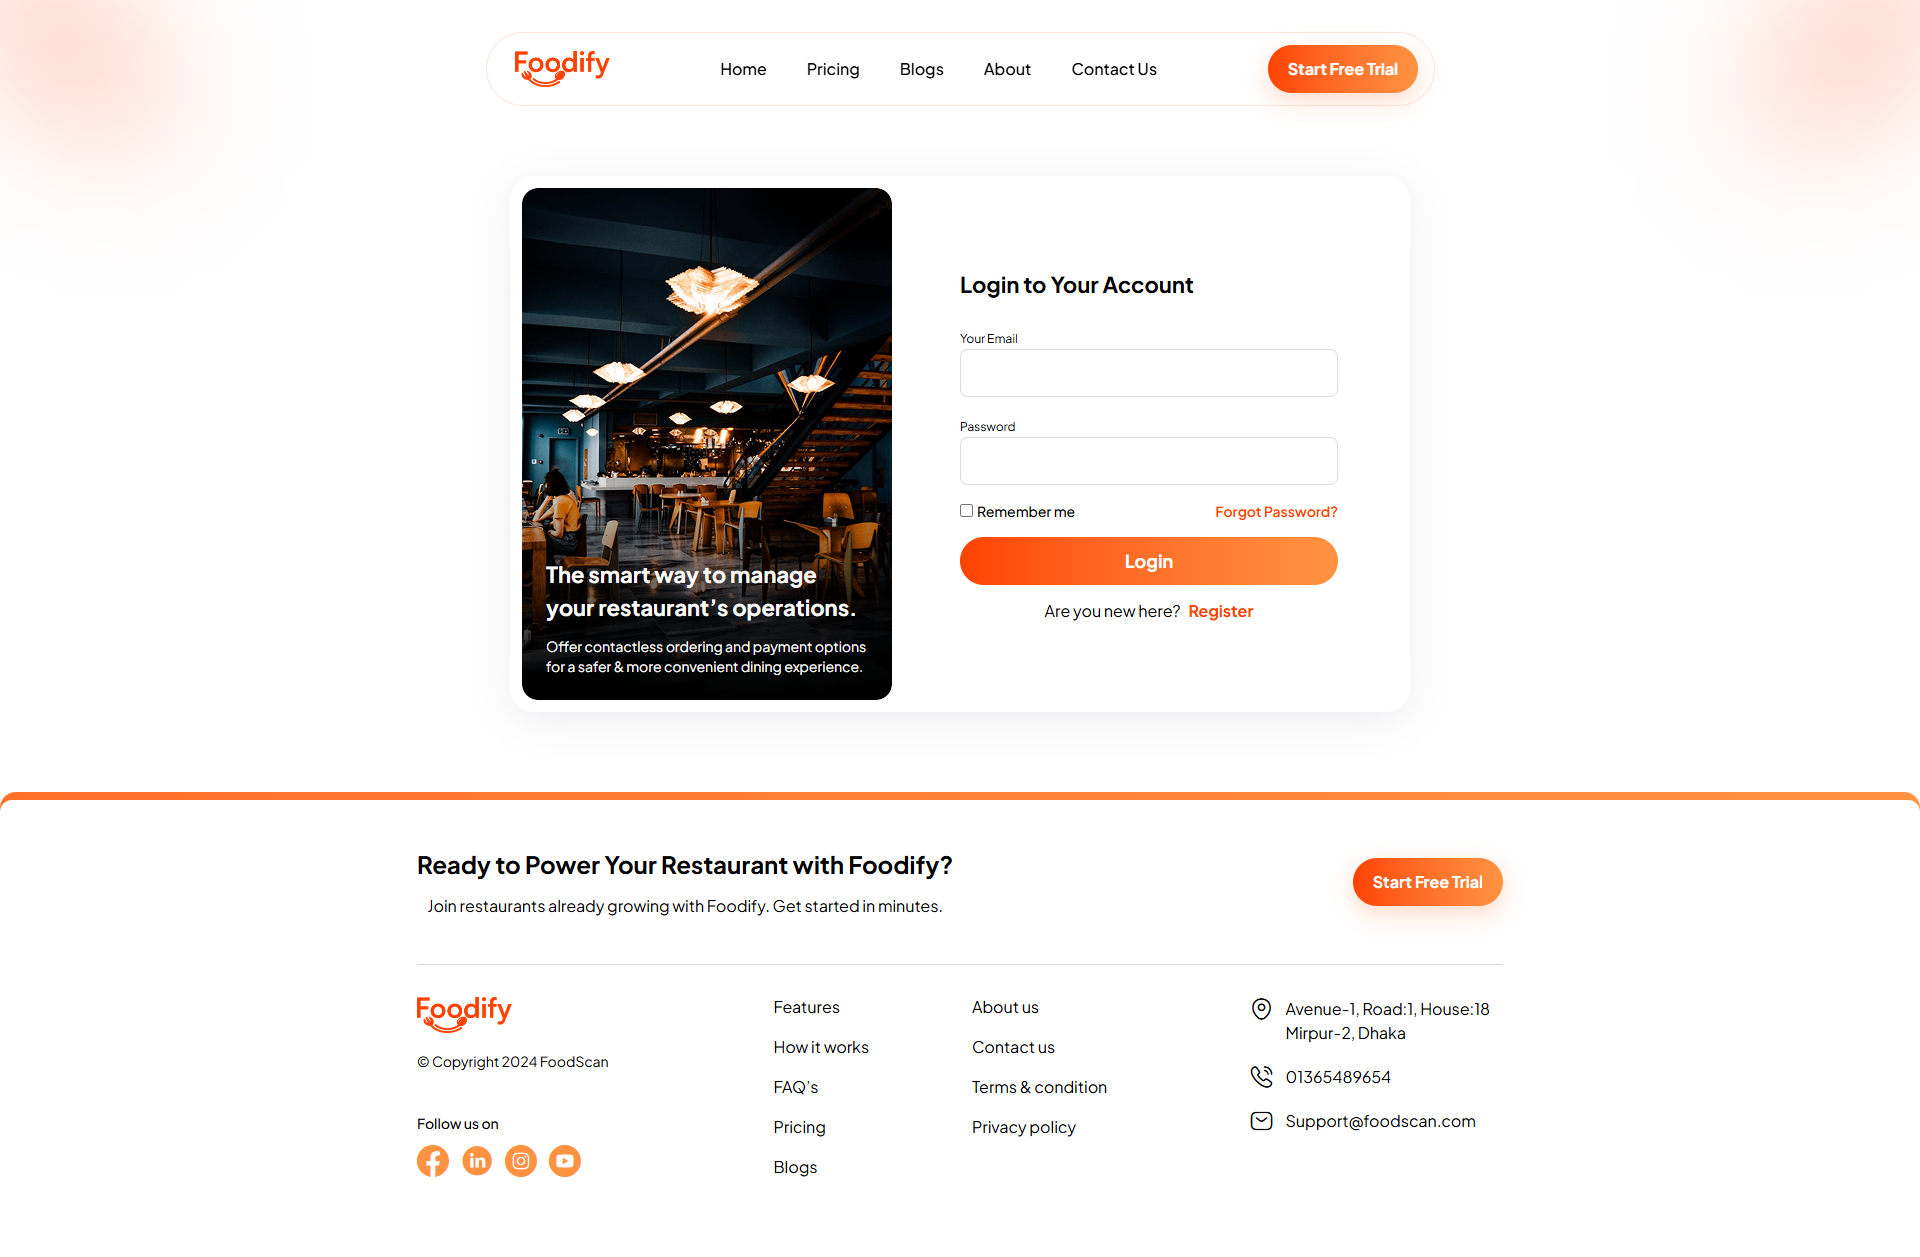 Foodify
Home
Pricing
Blogs
About
Contact Us
Start Free Trial
The smart way to manage
your restaurant’s operations.
Offer contactless ordering and payment options
for a safer & more convenient dining experience.
Login to Your Account
Your Email
Password
Remember me
Forgot Password?
Login
Are you new here? Register
Ready to Power Your Restaurant with Foodify?
Join restaurants already growing with Foodify. Get started in minutes.
Start Free Trial
Foodify
© Copyright 2024 FoodScan
Follow us on
Features
How it works
FAQ’s
Pricing
Blogs
About us
Contact us
Terms & condition
Privacy policy
Avenue-1, Road:1, House:18
Mirpur-2, Dhaka
01365489654
Support@foodscan.com